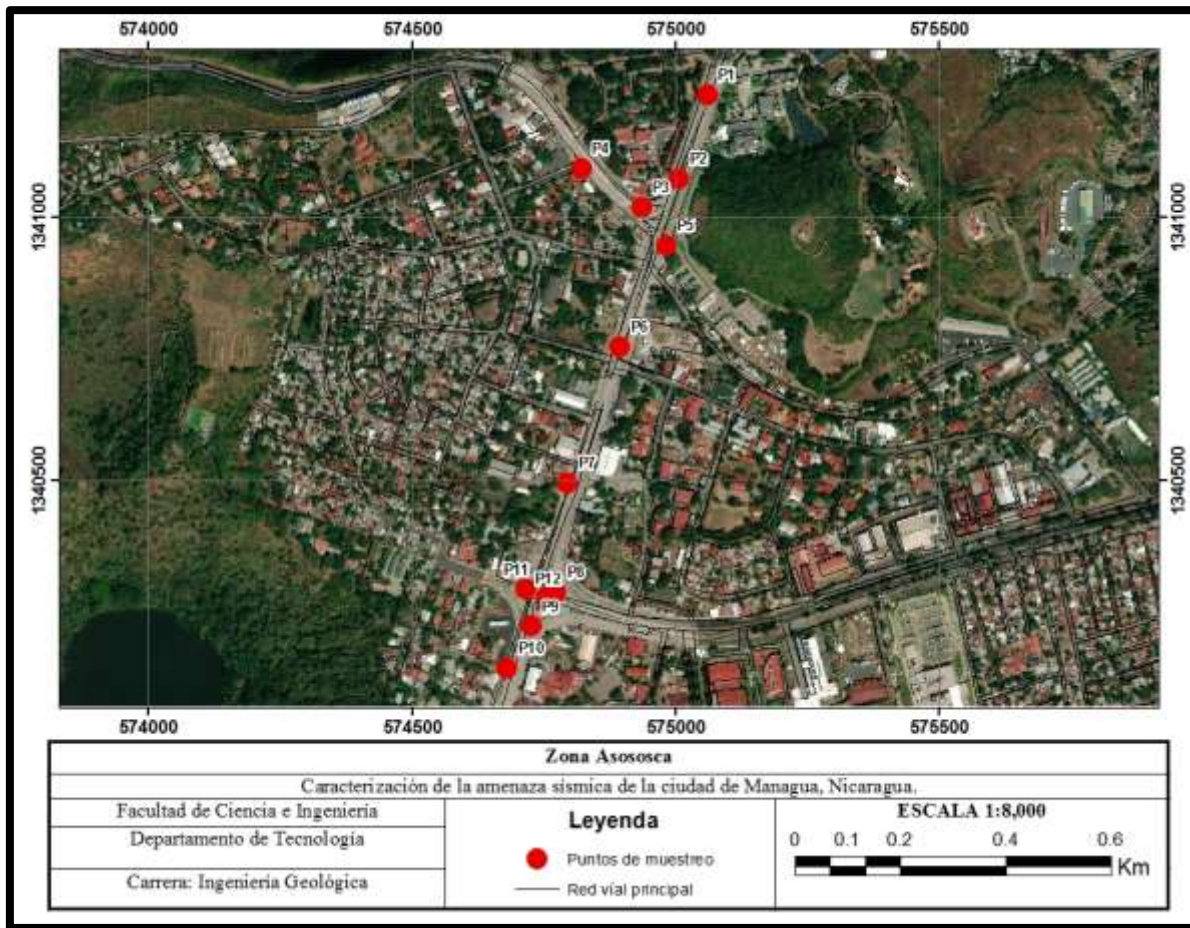 574000 574500 575000 575500
P1
P4
P2
P3
1341000 1341000
P5
P6
1340500 1340500
P7
P11 P12 P8
P9
P10
574000 574500 575000 575500
Zona Asososca
Caracterización de la amenaza sísmica de la ciudad de Managua, Nicaragua.
Facultad de Ciencia e Ingeniería
Departamento de Tecnología
Carrera: Ingeniería Geológica
Leyenda
Puntos de muestreo
Red víal principal
ESCALA 1:8,000
0 0.1 0.2 0.4 0.6
Km